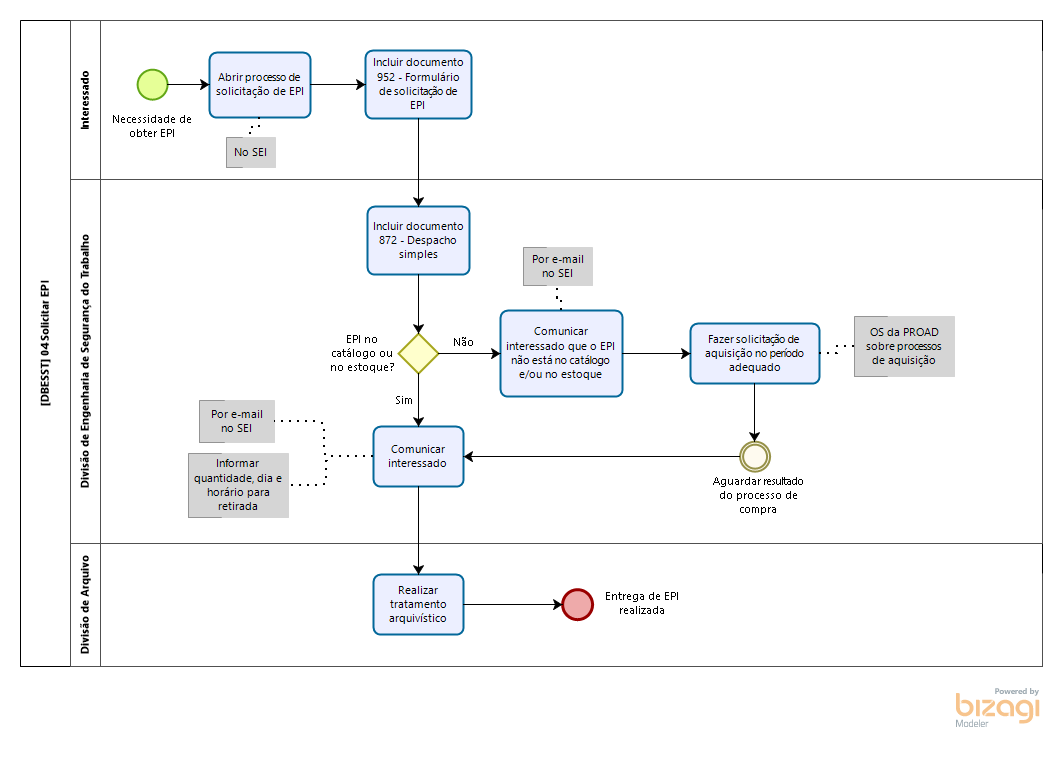 [DBESST] 04 Solicitar EPI
Interessado
Necessidade de
obter EPI
Abrir processo de
solicitação de EPI
No SEI
Incluir documento
952 - Formulário
de solicitação de
EPI
Divisão de Engenharia de Segurança do Trabalho
Incluir documento
872 - Despacho
simples
EPI no
catálogo ou
no estoque?
Não
Sim
Por e-mail
no SEI
Comunicar
interessado que o EPI
não está no catálogo
e/ou no estoque
Fazer solicitação de
aquisição no período
adequado
OS da PROAD
sobre processos
de aquisição
Aguardar resultado
do processo de
compra
Por e-mail
no SEI
Informar
quantidade, dia e
horário para
retirada
Comunicar
interessado
Divisão de Arquivo
Realizar
tratamento
arquivístico
Entrega de EPI
realizada
Powered by
bizagi
Modeler